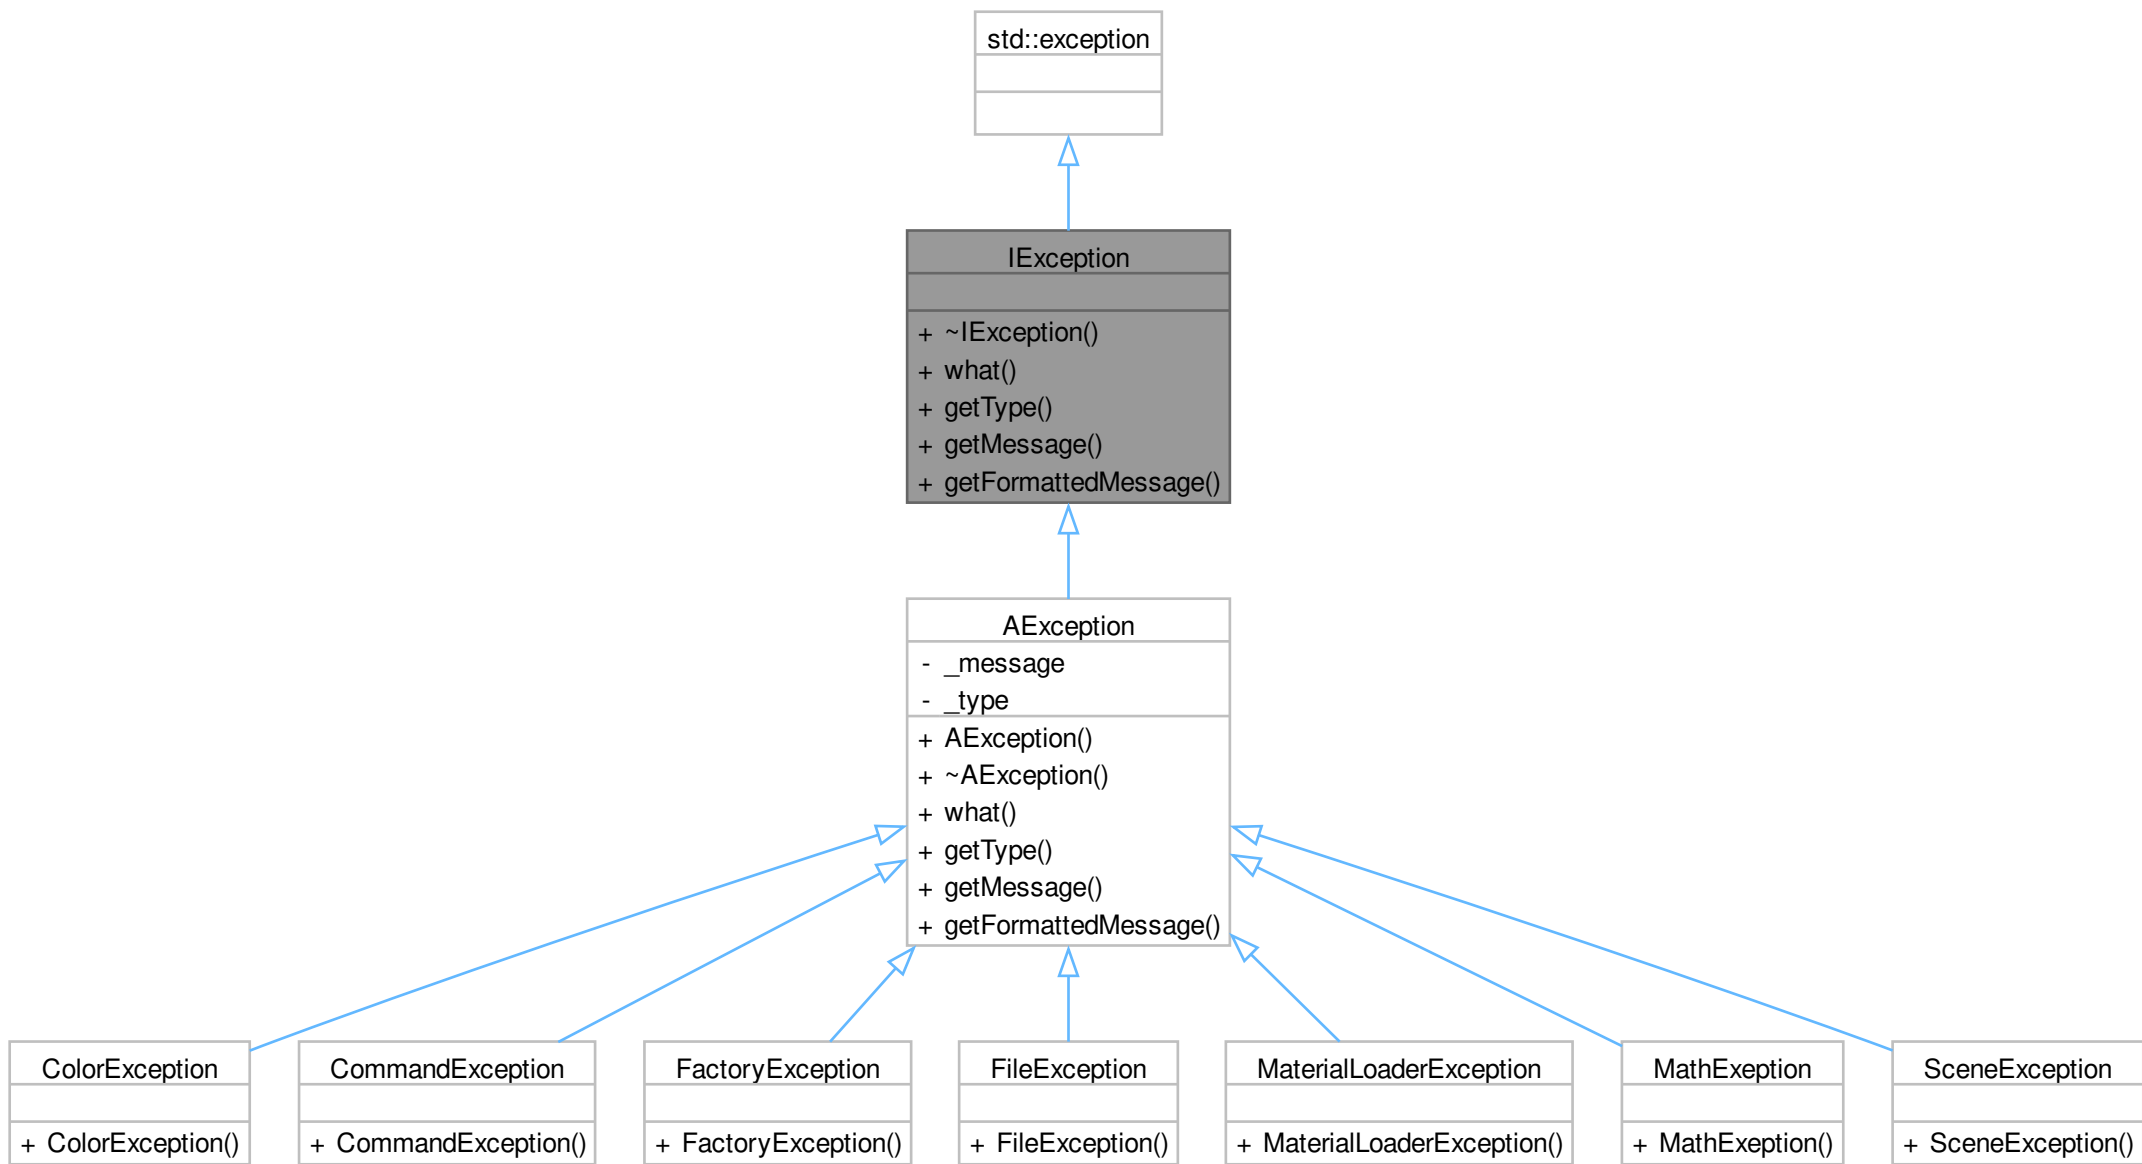 std::exception
IException
+ ~IException()
+ what()
+ getType()
+ getMessage()
+ getFormattedMessage()
AException
- _message
- _type
+ AException()
+ ~AException()
+ what()
+ getType()
+ getMessage()
+ getFormattedMessage()
ColorException
+ ColorException()
CommandException
+ CommandException()
FactoryException
+ FactoryException()
FileException
+ FileException()
MaterialLoaderException
+ MaterialLoaderException()
MathExeption
+ MathExeption()
SceneException
+ SceneException()